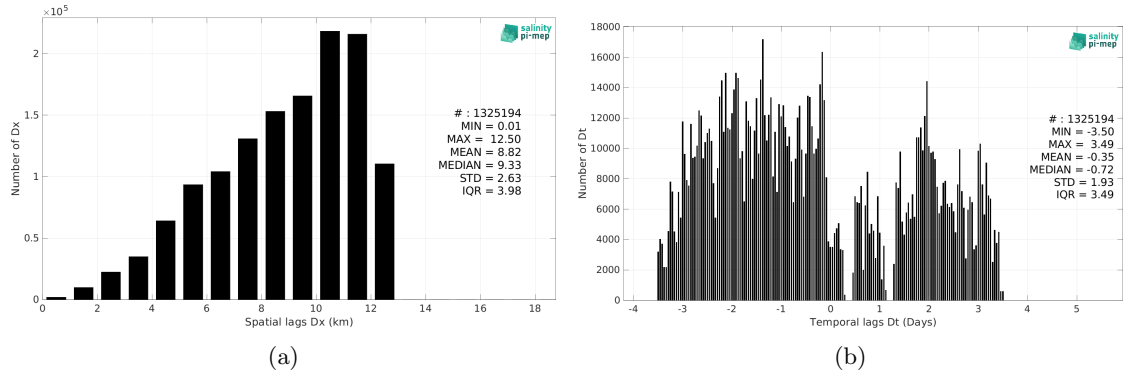 ×10⁵
2
1.5
1
0.5
0
0 2 4 6 8 10 12 14 16 18
Number of Dx
Spatial lags Dx (km)
salinity
pi-mep
# : 1325194
MIN = 0.01
MAX = 12.50
MEAN = 8.82
MEDIAN = 9.33
STD = 2.63
IQR = 3.98
(a)
18000
16000
14000
12000
10000
8000
6000
4000
2000
0
-4 -3 -2 -1 0 1 2 3 4 5
Number of Dt
Temporal lags Dt (Days)
salinity
pi-mep
# : 1325194
MIN = -3.50
MAX = 3.49
MEAN = -0.35
MEDIAN = -0.72
STD = 1.93
IQR = 3.49
(b)